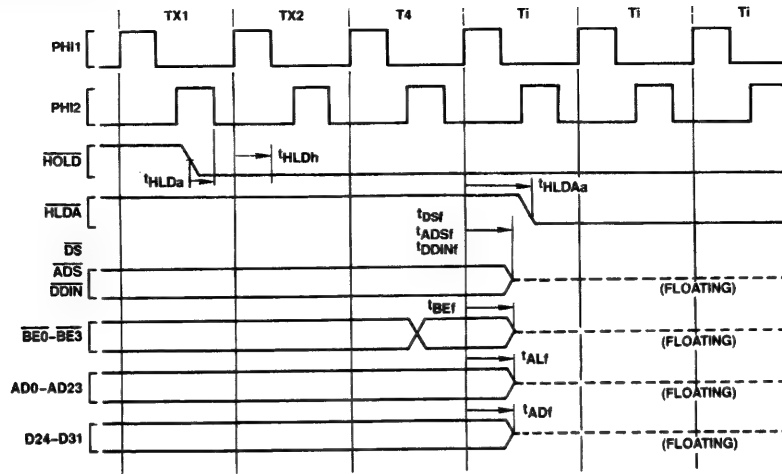 TX1 TX2 T4 Ti Ti Ti
PHI1
PHI2
HOLD
tHLDa
tHLDh
tHLDAa
HLDA
tDSf
tADSf
tDDINf
DS
ADS
DDIN
(FLOATING)
tBEf
BE0–BE3
(FLOATING)
tALf
AD0–AD23
(FLOATING)
tADf
D24–D31
(FLOATING)